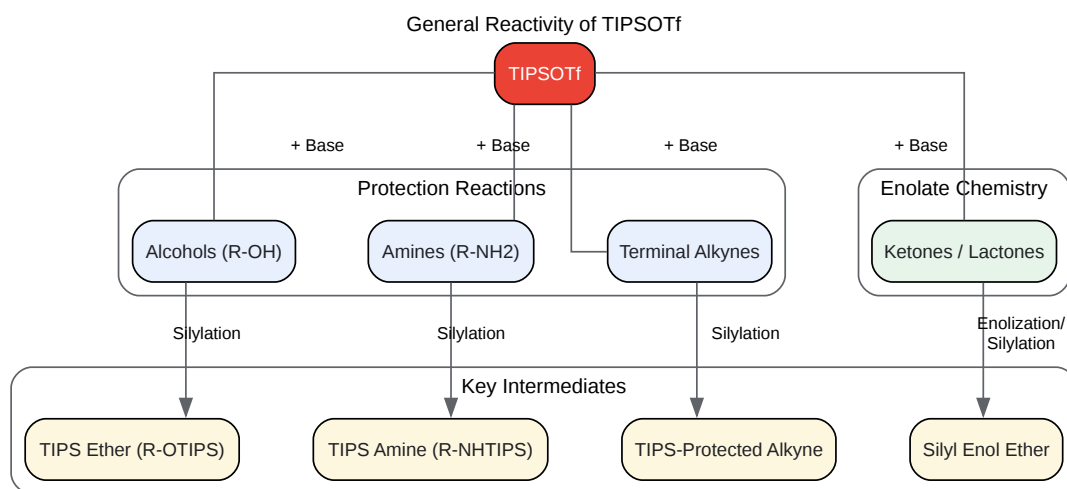 General Reactivity of TIPSOTf
TIPSOTf
+ Base
+ Base
+ Base
+ Base
Protection Reactions
Enolate Chemistry
Alcohols (R-OH)
Amines (R-NH2)
Terminal Alkynes
Ketones / Lactones
Silylation
Silylation
Silylation
Enolization/
Silylation
Key Intermediates
TIPS Ether (R-OTIPS)
TIPS Amine (R-NHTIPS)
TIPS-Protected Alkyne
Silyl Enol Ether